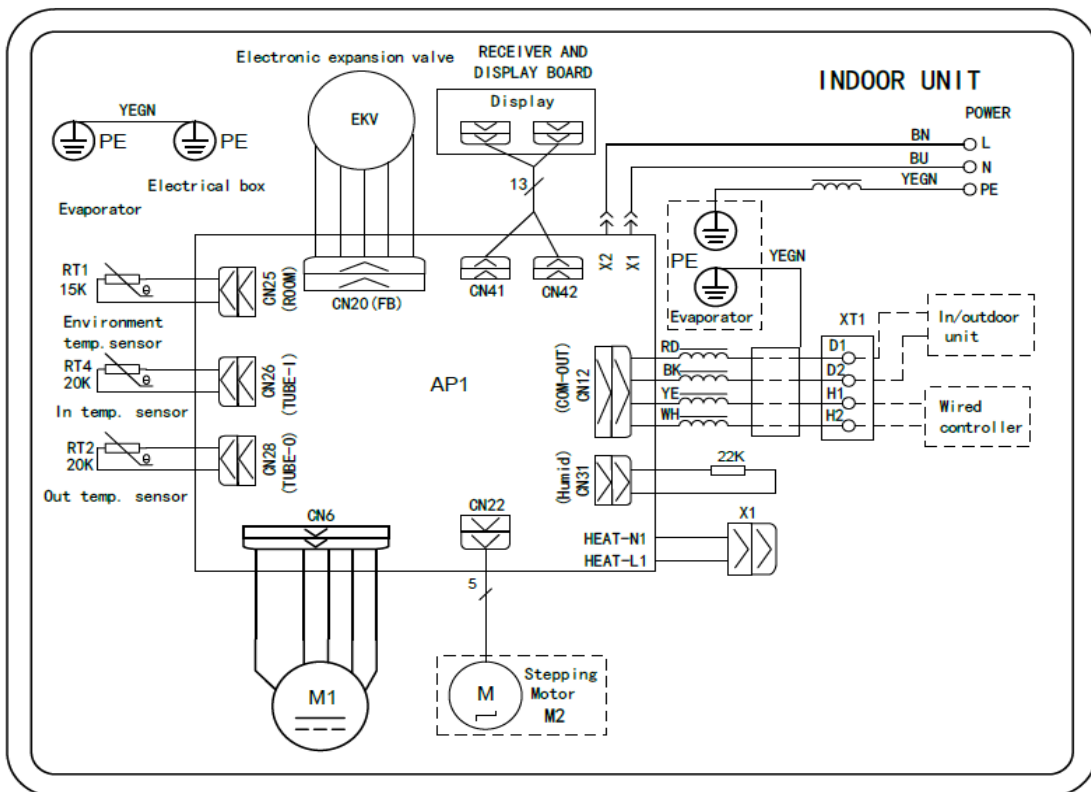 Electronic expansion valve
RECEIVER AND
DISPLAY BOARD
INDOOR UNIT
Display
POWER
YEGN
EKV
BN
L
PE
PE
BU
N
YEGN
PE
13
Electrical box
Evaporator
X2
X1
PE
YEGN
RT1
15K
θ
CN25
(ROOM)
CN20(FB)
CN41
CN42
Evaporator
XT1
In/outdoor
unit
Environment
temp.sensor
RT4
20K
θ
CN26
(TUBE-I)
AP1
(COM-OUT)
CN12
RD
BK
YE
WH
D1
D2
H1
H2
Wired
controller
In temp. sensor
RT2
20K
θ
CN28
(TUBE-O)
(Humid)
CN31
22K
Out temp. sensor
CN6
CN22
X1
HEAT-N1
HEAT-L1
5
M1
M
Stepping
Motor
M2